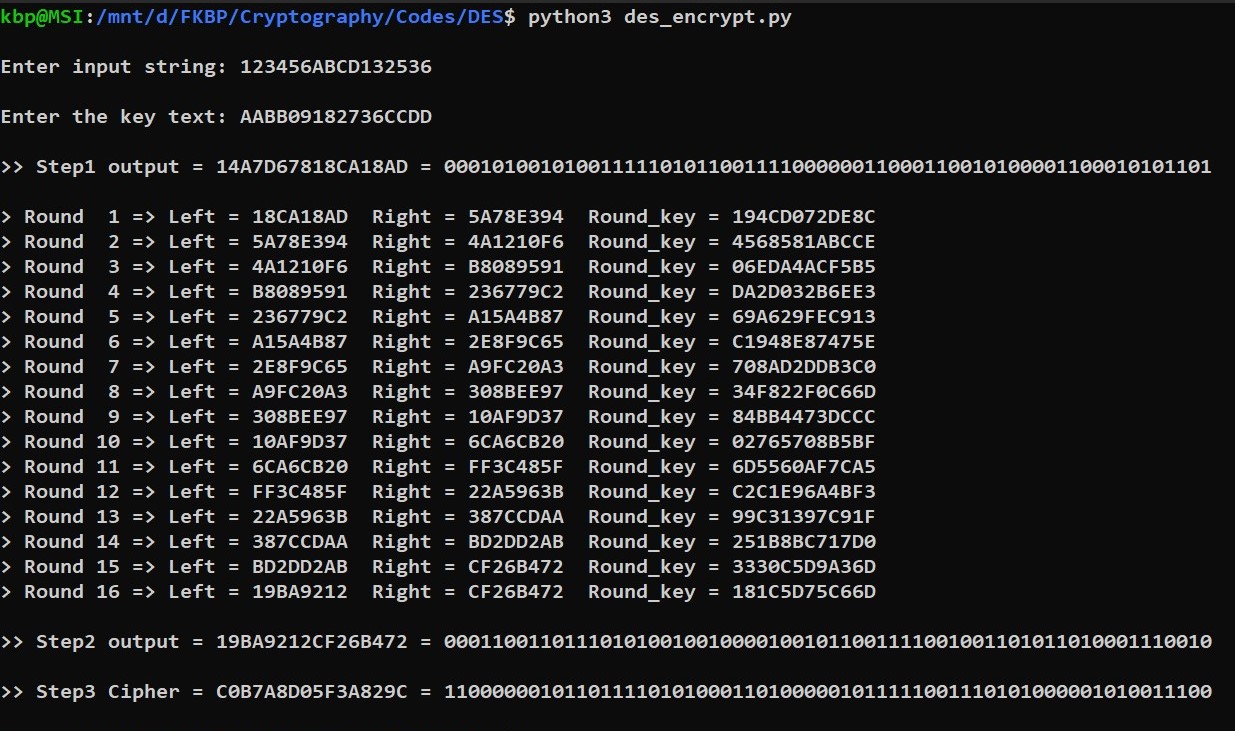 kbp@MSI:/mnt/d/FKBP/Cryptography/Codes/DES$ python3 des_encrypt.py
Enter input string: 123456ABCD132536
Enter the key text: AABB09182736CCDD
>> Step1 output = 14A7D67818CA18AD = 0001010010100111110101100111100000011000110010100001100010101101
> Round  1 => Left = 18CA18AD  Right = 5A78E394  Round_key = 194CD072DE8C
> Round  2 => Left = 5A78E394  Right = 4A1210F6  Round_key = 4568581ABCCE
> Round  3 => Left = 4A1210F6  Right = B8089591  Round_key = 06EDA4ACF5B5
> Round  4 => Left = B8089591  Right = 236779C2  Round_key = DA2D032B6EE3
> Round  5 => Left = 236779C2  Right = A15A4B87  Round_key = 69A629FEC913
> Round  6 => Left = A15A4B87  Right = 2E8F9C65  Round_key = C1948E87475E
> Round  7 => Left = 2E8F9C65  Right = A9FC20A3  Round_key = 708AD2DDB3C0
> Round  8 => Left = A9FC20A3  Right = 308BEE97  Round_key = 34F822F0C66D
> Round  9 => Left = 308BEE97  Right = 10AF9D37  Round_key = 84BB4473DCCC
> Round 10 => Left = 10AF9D37  Right = 6CA6CB20  Round_key = 02765708B5BF
> Round 11 => Left = 6CA6CB20  Right = FF3C485F  Round_key = 6D5560AF7CA5
> Round 12 => Left = FF3C485F  Right = 22A5963B  Round_key = C2C1E96A4BF3
> Round 13 => Left = 22A5963B  Right = 387CCDAA  Round_key = 99C31397C91F
> Round 14 => Left = 387CCDAA  Right = BD2DD2AB  Round_key = 251B8BC717D0
> Round 15 => Left = BD2DD2AB  Right = CF26B472  Round_key = 3330C5D9A36D
> Round 16 => Left = 19BA9212  Right = CF26B472  Round_key = 181C5D75C66D
>> Step2 output = 19BA9212CF26B472 = 0001100110111010100100100001001011001111001001101011010001110010
>> Step3 Cipher = C0B7A8D05F3A829C = 1100000010110111101010001101000001011111001110101000001010011100